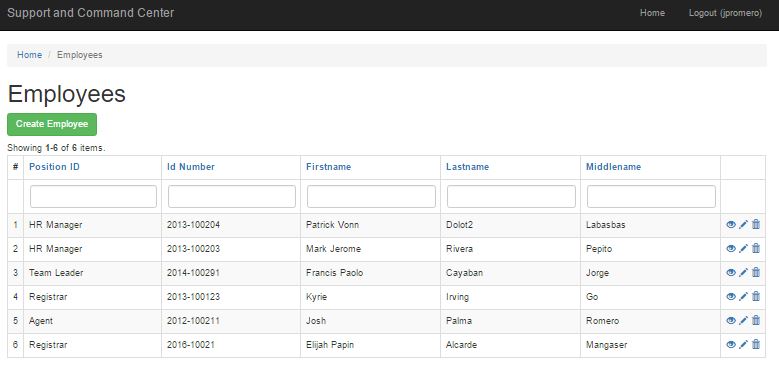 Support and Command Center Home Logout (jpromero)
Home / Employees
Employees
Create Employee
Showing 1-6 of 6 items.
# Position ID Id Number Firstname Lastname Middlename
1 HR Manager 2013-100204 Patrick Vonn Dolot2 Labasbas
2 HR Manager 2013-100203 Mark Jerome Rivera Pepito
3 Team Leader 2014-100291 Francis Paolo Cayaban Jorge
4 Registrar 2013-100123 Kyrie Irving Go
5 Agent 2012-100211 Josh Palma Romero
6 Registrar 2016-10021 Elijah Papin Alcarde Mangaser